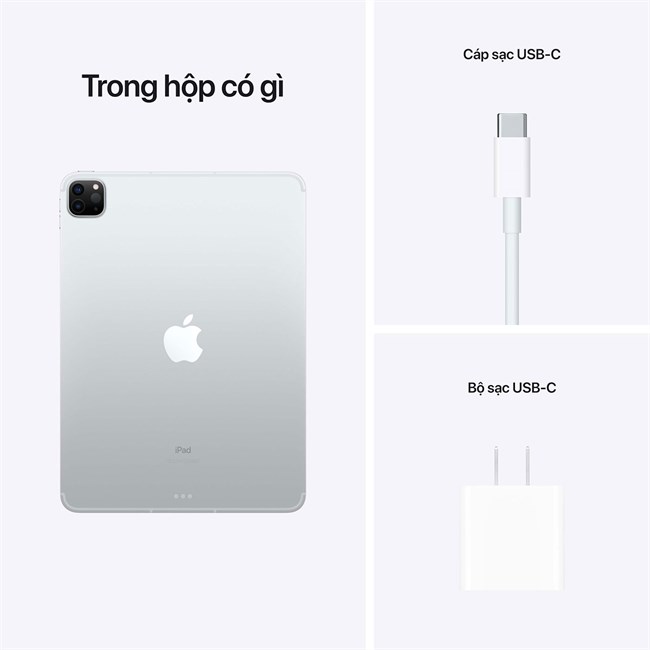 Trong hộp có gì
iPad
Cáp sạc USB-C
Bộ sạc USB-C